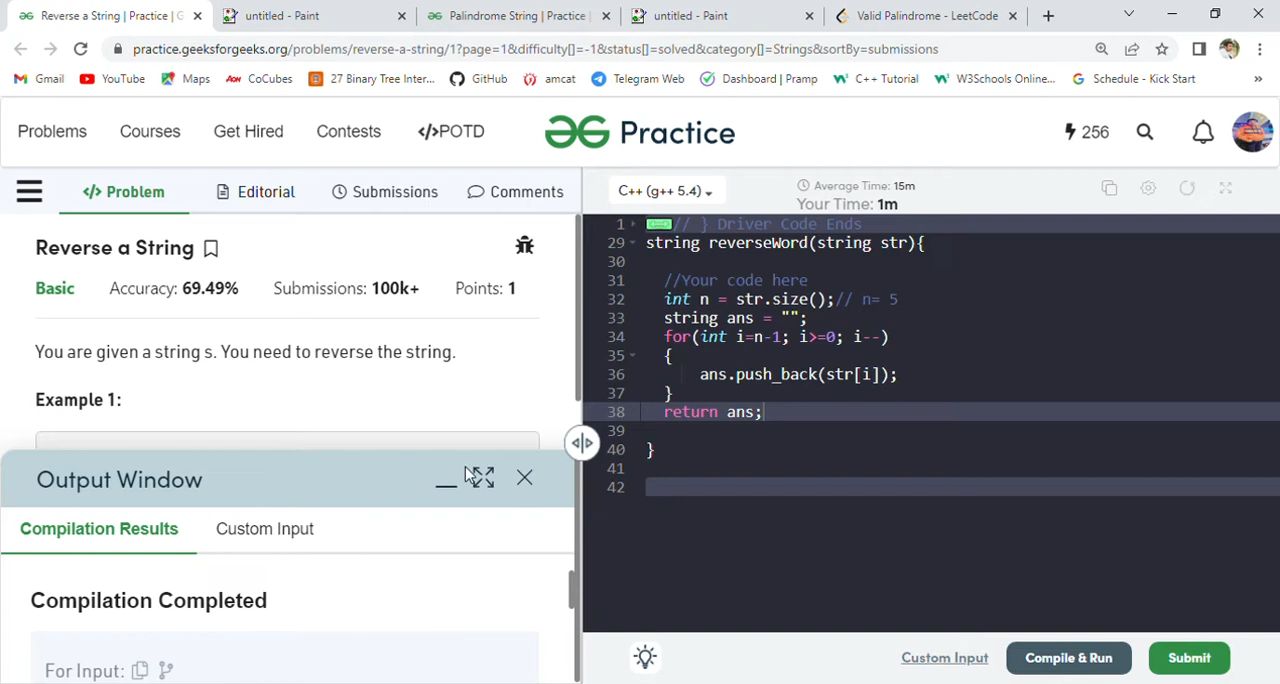 Reverse a String | Practice | G
untitled - Paint
Palindrome String | Practice |
untitled - Paint
Valid Palindrome - LeetCode
practice.geeksforgeeks.org/problems/reverse-a-string/1?page=1&difficulty[]=-1&status[]=solved&category[]=Strings&sortBy=submissions
Gmail
YouTube
Maps
CoCubes
27 Binary Tree Inter...
GitHub
amcat
Telegram Web
Dashboard | Pramp
C++ Tutorial
W3Schools Online...
Schedule - Kick Start
»
Problems
Courses
Get Hired
Contests
</>POTD
Practice
256
</> Problem
Editorial
Submissions
Comments
C++ (g++ 5.4)
Average Time: 15m
Your Time: 1m
Reverse a String
Basic
Accuracy: 69.49%
Submissions: 100k+
Points: 1
You are given a string s. You need to reverse the string.
Example 1:
Output Window
Compilation Results
Custom Input
Compilation Completed
For Input:
1 // } Driver Code Ends
29 string reverseWord(string str){
30
31 //Your code here
32 int n = str.size();// n= 5
33 string ans = "";
34 for(int i=n-1; i>=0; i--)
35 {
36 ans.push_back(str[i]);
37 }
38 return ans;
39
40 }
41
42
Custom Input
Compile & Run
Submit